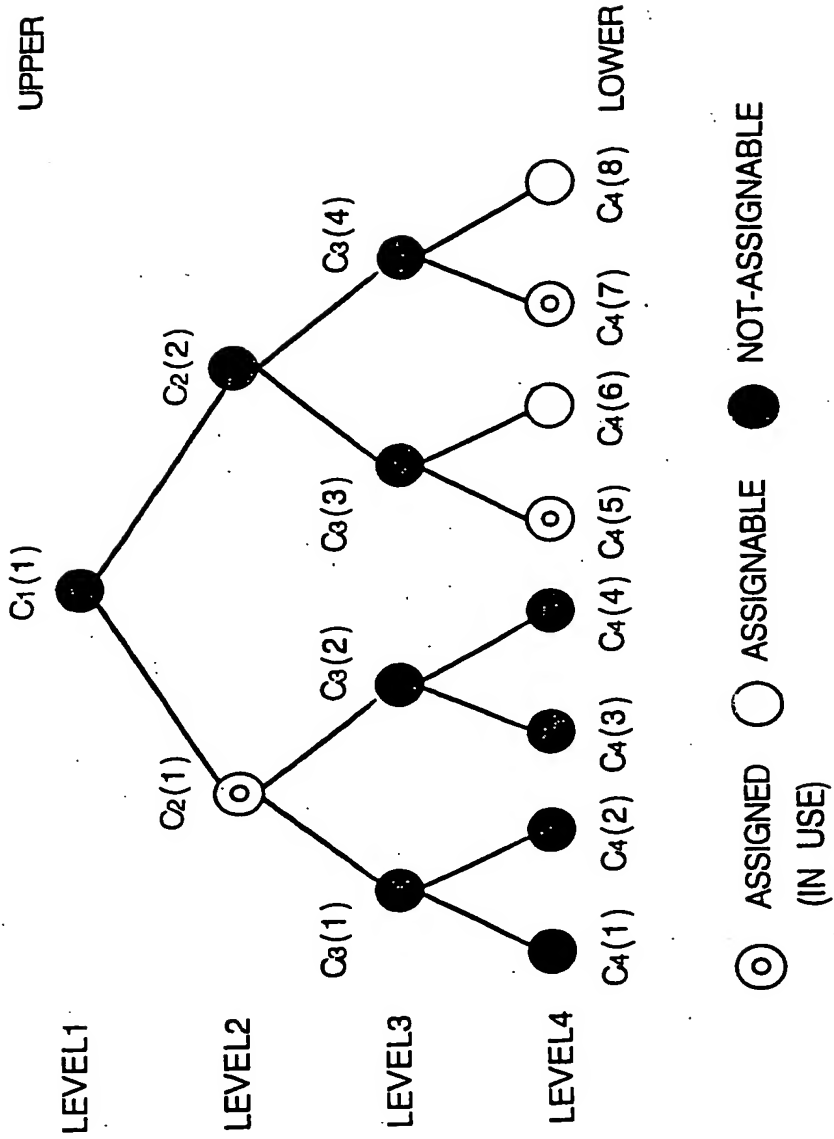 UPPER
LEVEL1
C1(1)
LEVEL2
C2(1)
C2(2)
LEVEL3
C3(1)
C3(2)
C3(3)
C3(4)
LEVEL4
C4(1)
C4(2)
C4(3)
C4(4)
C4(5)
C4(6)
C4(7)
C4(8)
LOWER
ASSIGNED
(IN USE)
ASSIGNABLE
NOT-ASSIGNABLE